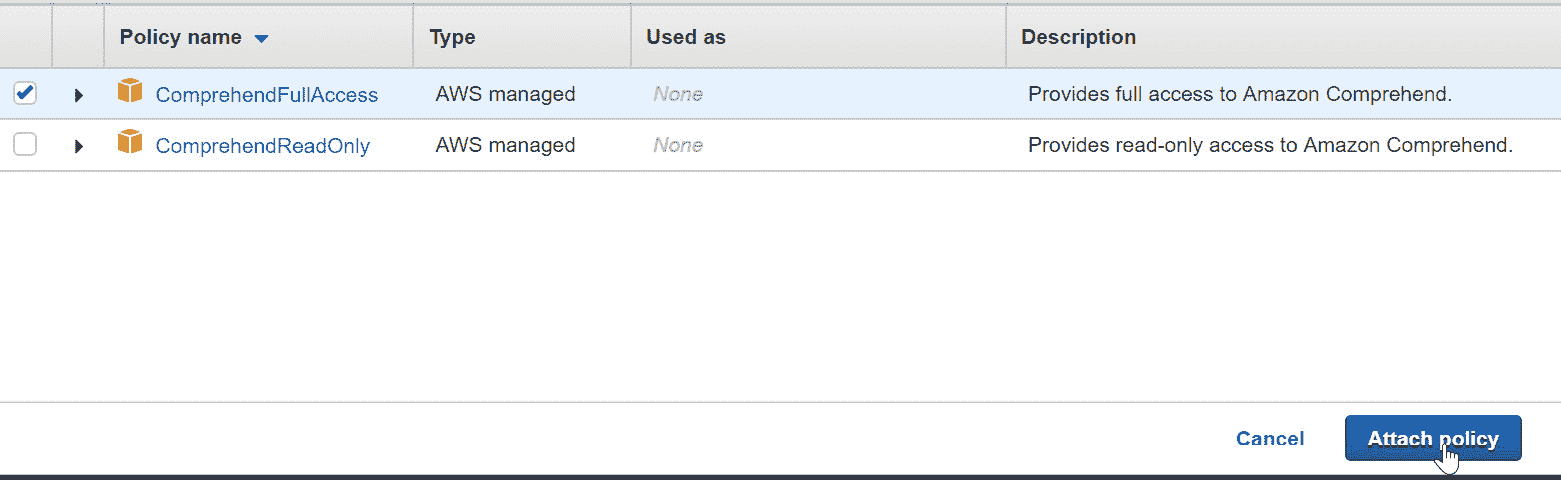 Policy name Type Used as Description
ComprehendFullAccess AWS managed None Provides full access to Amazon Comprehend.
ComprehendReadOnly AWS managed None Provides read-only access to Amazon Comprehend.
Cancel Attach policy